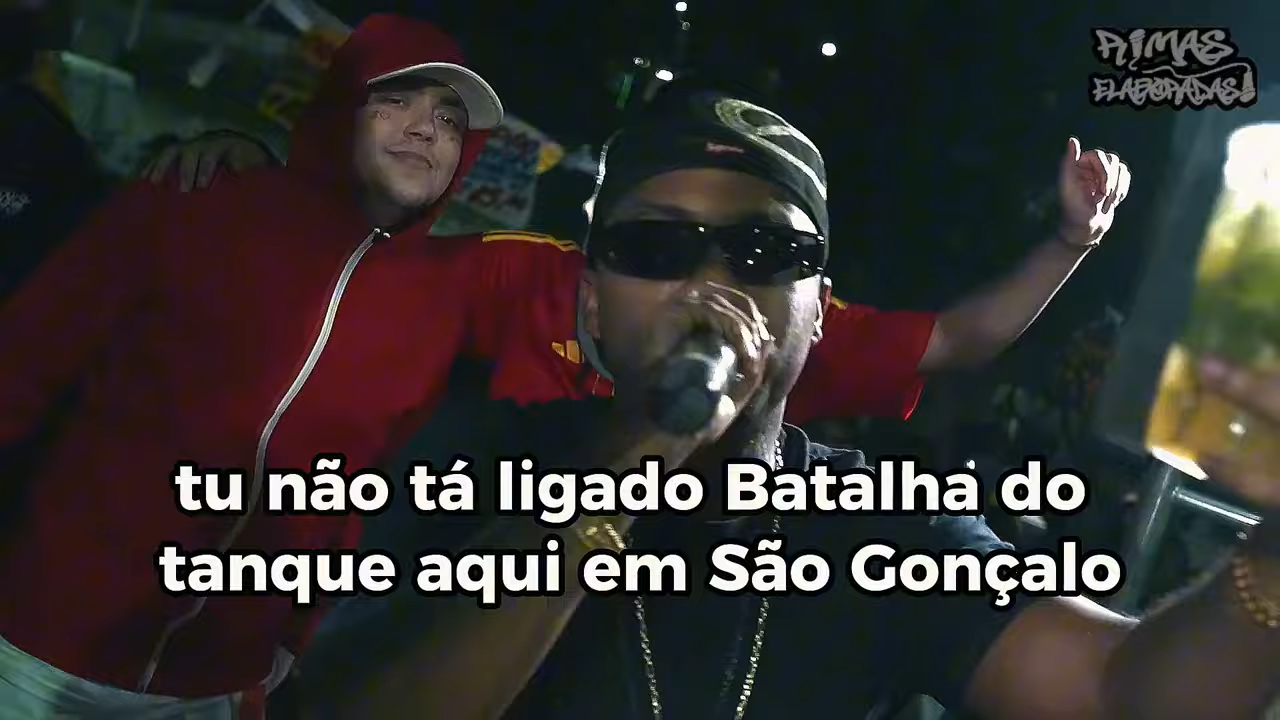 RIMAS
ELABORADAS!
tu não tá ligado Batalha do
tanque aqui em São Gonçalo